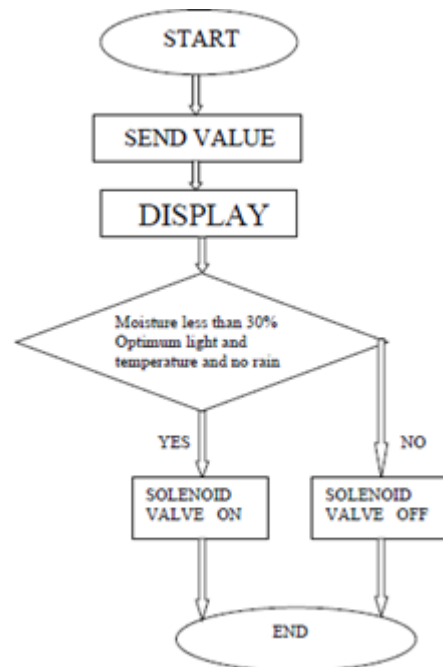 START
SEND VALUE
DISPLAY
Moisture less than 30%
Optimum light and
temperature and no rain
YES
NO
SOLENOID
VALVE ON
SOLENOID
VALVE OFF
END